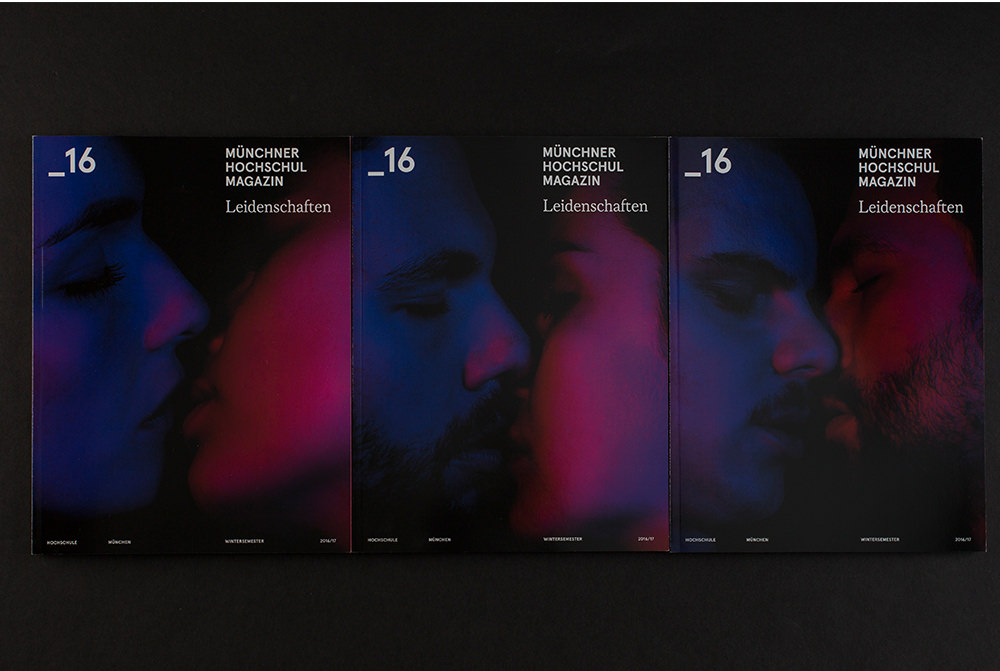 _16
MÜNCHNER
HOCHSCHUL
MAGAZIN
Leidenschaften
HOCHSCHULE MÜNCHEN WINTERSEMESTER 2016/17
_16
MÜNCHNER
HOCHSCHUL
MAGAZIN
Leidenschaften
HOCHSCHULE MÜNCHEN WINTERSEMESTER 2016/17
_16
MÜNCHNER
HOCHSCHUL
MAGAZIN
Leidenschaften
HOCHSCHULE MÜNCHEN WINTERSEMESTER 2016/17